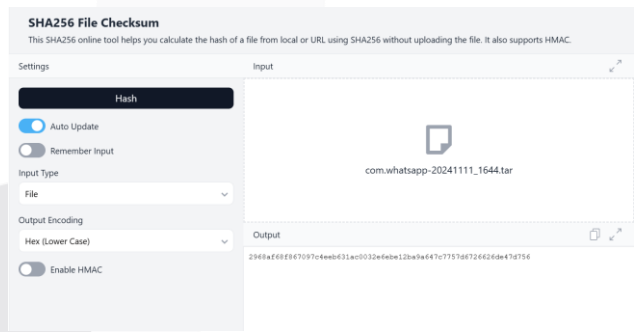 SHA256 File Checksum
This SHA256 online tool helps you calculate the hash of a file from local or URL using SHA256 without uploading the file. It also supports HMAC.
Settings
Hash
Auto Update
Remember Input
Input Type
File
Output Encoding
Hex (Lower Case)
Enable HMAC
Input
com.whatsapp-20241111_1644.tar
Output